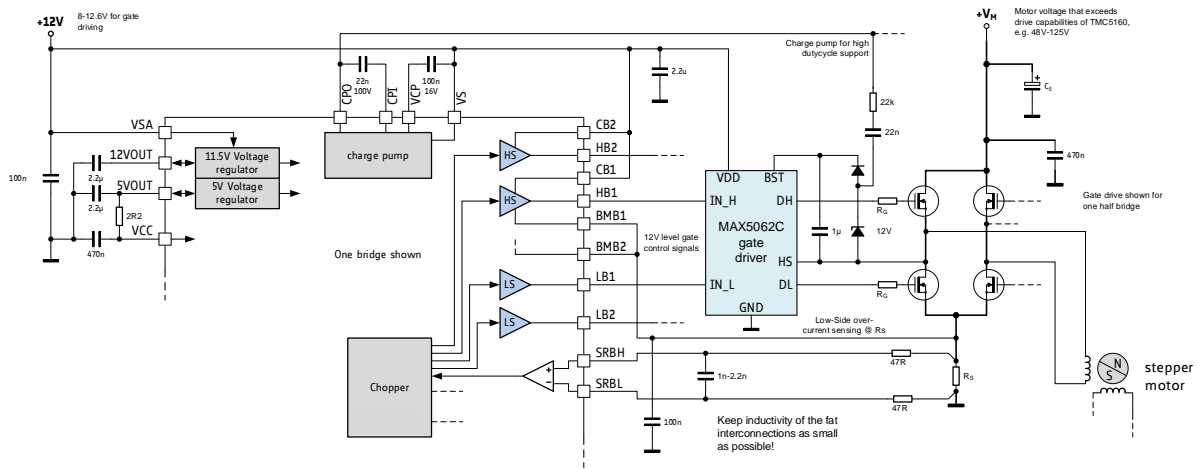 +12V
8-12.6V for gate
driving
VSA
12VOUT
5VOUT
VCC
100n
2.2µ
2.2µ
2R2
470n
11.5V Voltage
regulator
5V Voltage
regulator
CPO
22n
100V
CPI
VCP
100n
16V
VS
charge pump
2.2u
HS
HS
LS
LS
CB2
HB2
CB1
HB1
BMB1
BMB2
LB1
LB2
SRBH
SRBL
One bridge shown
Chopper
+
−
12V level gate
control signals
VDD
BST
IN_H
DH
MAX5062C
gate
driver
HS
IN_L
DL
GND
Charge pump for high
dutycycle support
22k
22n
1µ
12V
RG
RG
+VM
Motor voltage that exceeds
drive capabilities of TMC5160,
e.g. 48V-125V
+
CE
470n
Gate drive shown for
one half bridge
Low-Side over-
current sensing @ Rs
47R
47R
RS
1n-2.2n
100n
Keep inductivity of the fat
interconnections as small
as possible!
N
S
stepper
motor